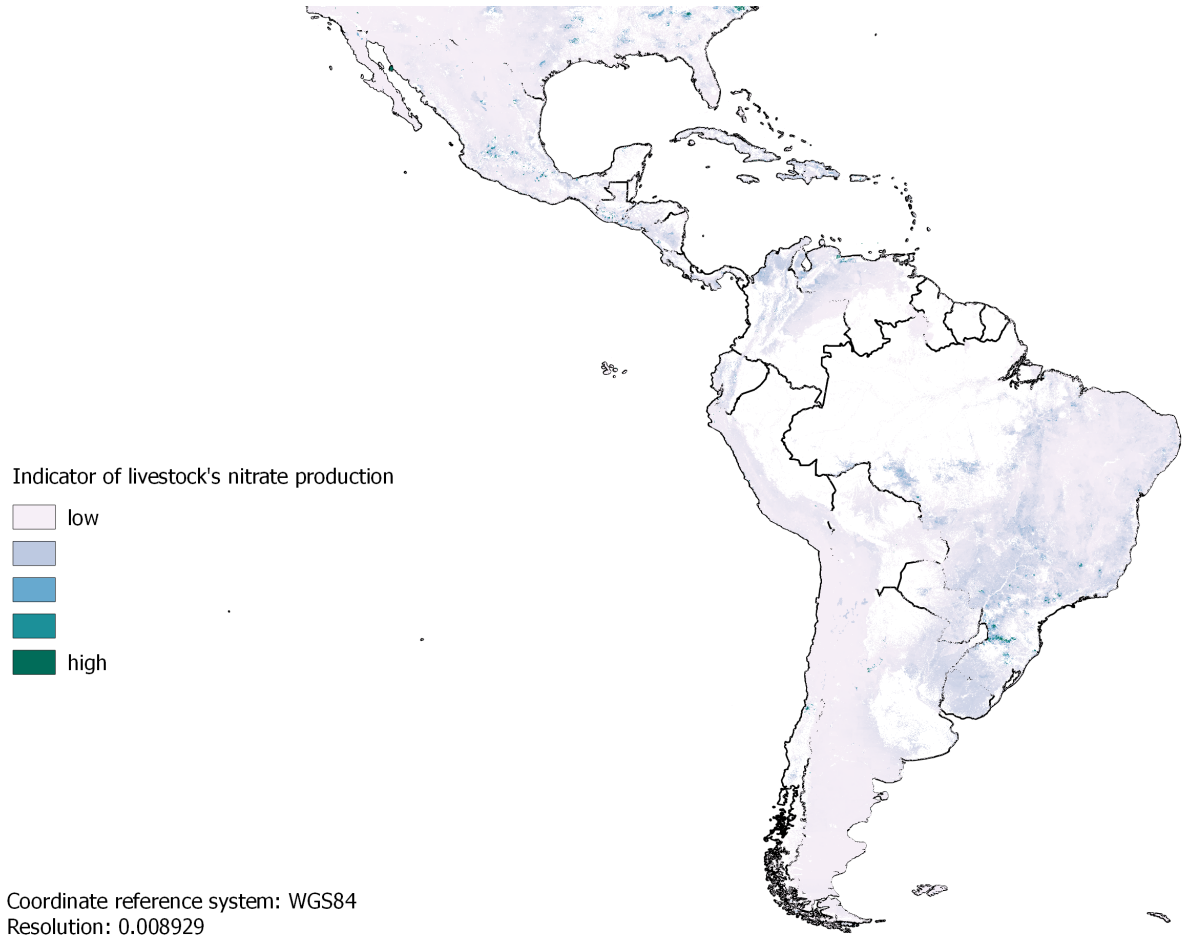 Indicator of livestock's nitrate production
low
high
Coordinate reference system: WGS84
Resolution: 0.008929